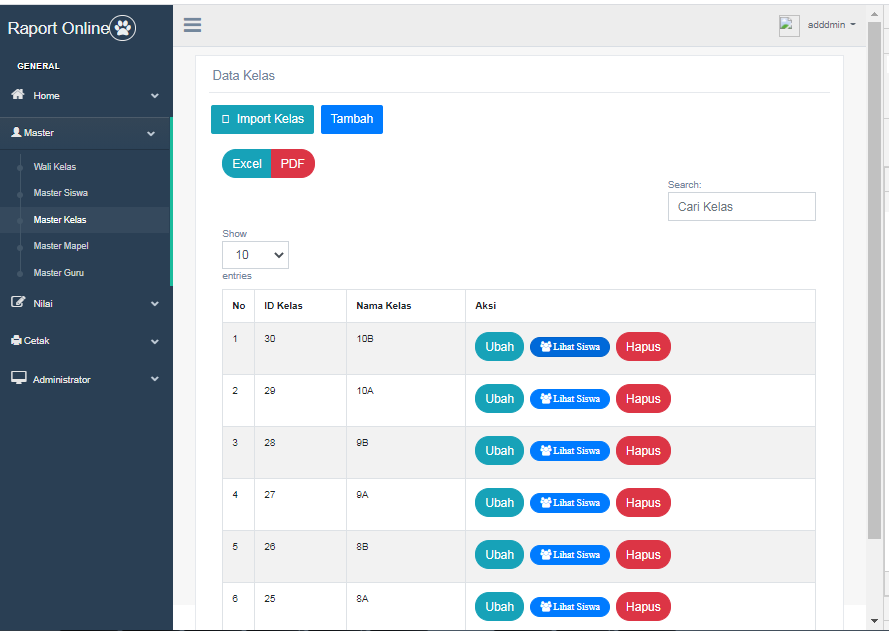 Raport Online
adddmin
GENERAL
Home
Master
Wali Kelas
Master Siswa
Master Kelas
Master Mapel
Master Guru
Nilai
Cetak
Administrator
Data Kelas
Import Kelas Tambah
Excel PDF
Search:
Cari Kelas
Show
10
entries
No ID Kelas Nama Kelas Aksi
1 30 10B Ubah Lihat Siswa Hapus
2 29 10A Ubah Lihat Siswa Hapus
3 28 9B Ubah Lihat Siswa Hapus
4 27 9A Ubah Lihat Siswa Hapus
5 26 8B Ubah Lihat Siswa Hapus
6 25 8A Ubah Lihat Siswa Hapus